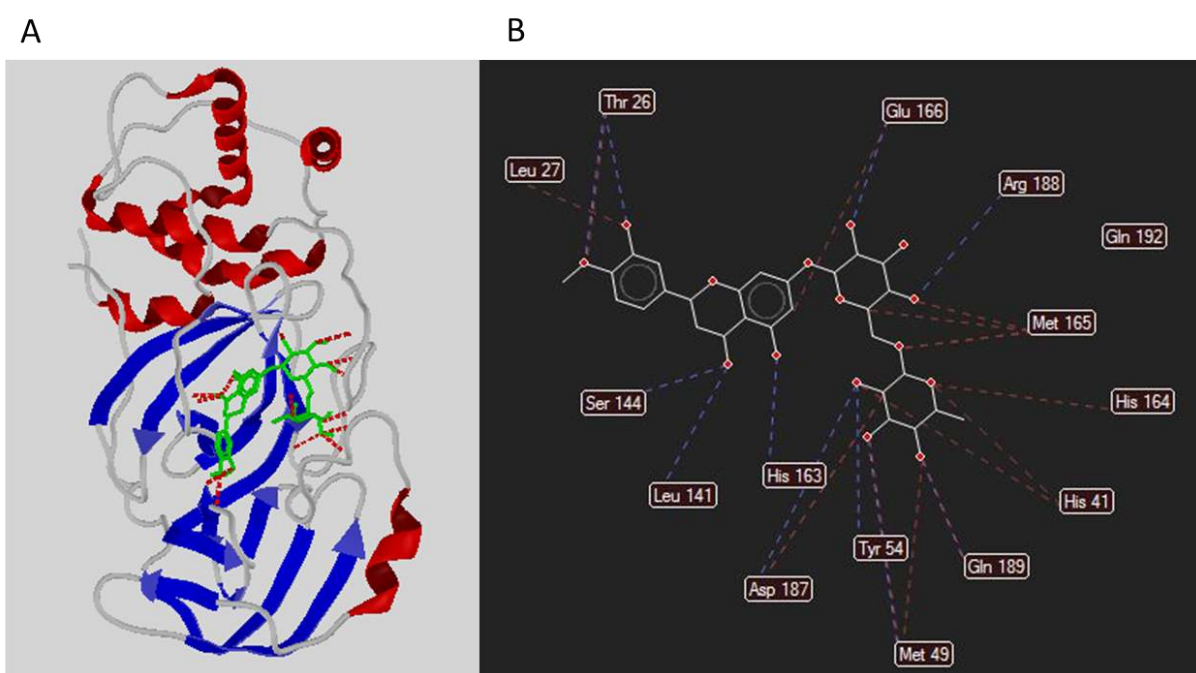 A
B
Thr 26
Glu 166
Leu 27
Arg 188
Gln 192
Met 165
Ser 144
His 164
Leu 141
His 163
His 41
Tyr 54
Gln 189
Asp 187
Met 49